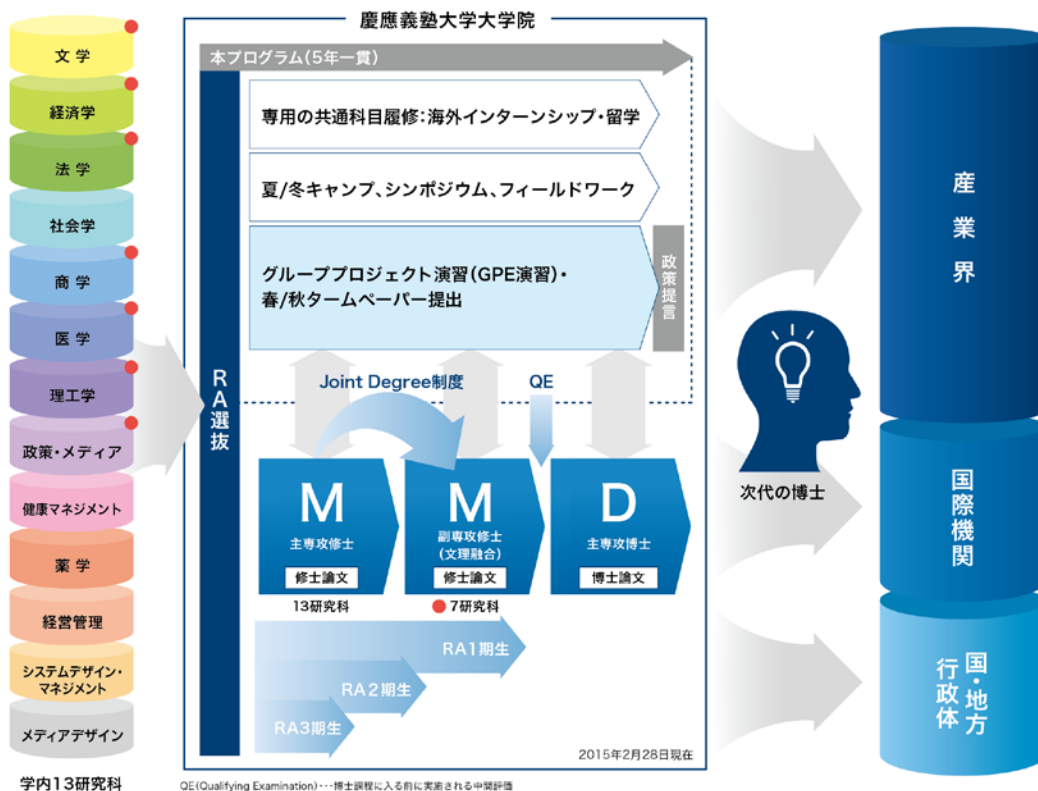 文 学
経済学
法 学
社会学
商 学
医 学
理工学
政策・メディア
健康マネジメント
薬 学
経営管理
システムデザイン・
マネジメント
メディアデザイン
学内13研究科
慶應義塾大学大学院
本プログラム(5年一貫)
RA選抜
専用の共通科目履修:海外インターンシップ・留学
夏/冬キャンプ、シンポジウム、フィールドワーク
グループプロジェクト演習(GPE演習)・
春/秋タームペーパー提出
政策提言
Joint Degree制度
QE
M
主専攻修士
修士論文
13研究科
M
副専攻修士
(文理融合)
修士論文
7研究科
D
主専攻博士
博士論文
RA1期生
RA2期生
RA3期生
2015年2月28日現在
QE(Qualifying Examination)･･･博士課程に入る前に実施される中間評価
次代の博士
産業界
国際機関
国・地方
行政体